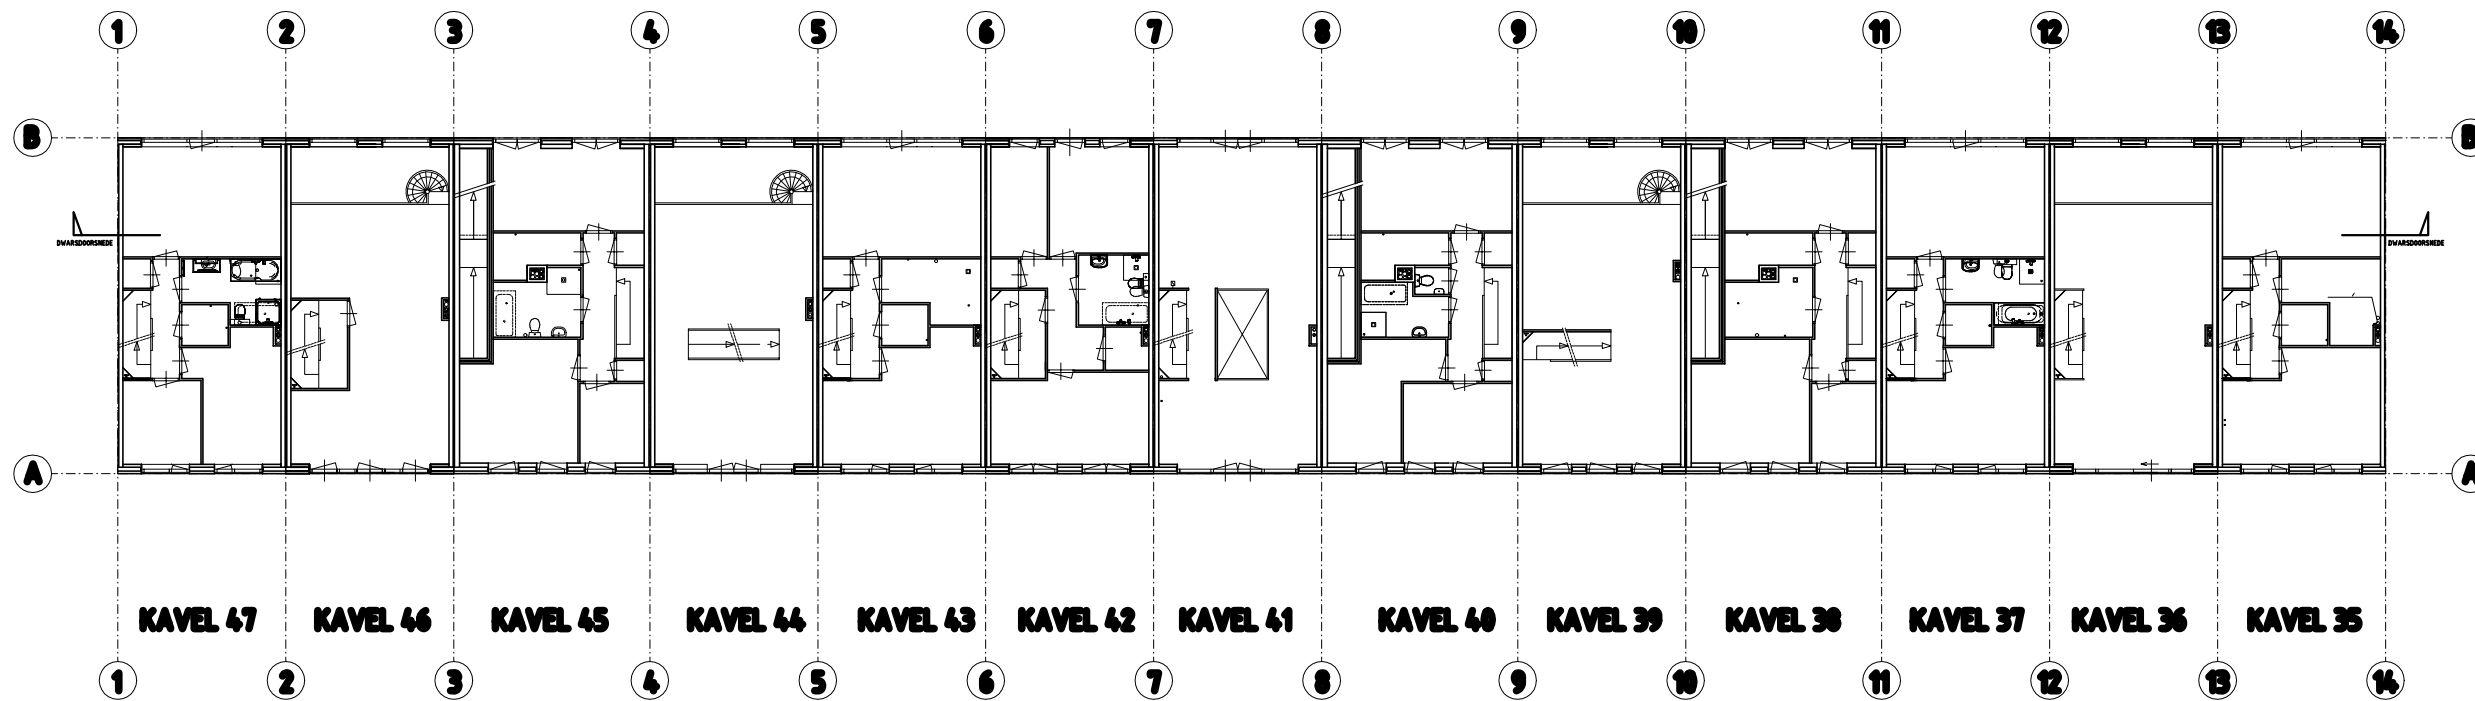 1 2 3 4 5 6 7 8 9 10 11 12 13 14
B B
DWARSDOORSNEDE DWARSDOORSNEDE
A A
KAVEL 47 KAVEL 46 KAVEL 45 KAVEL 44 KAVEL 43 KAVEL 42 KAVEL 41 KAVEL 40 KAVEL 39 KAVEL 38 KAVEL 37 KAVEL 36 KAVEL 35
1 2 3 4 5 6 7 8 9 10 11 12 13 14